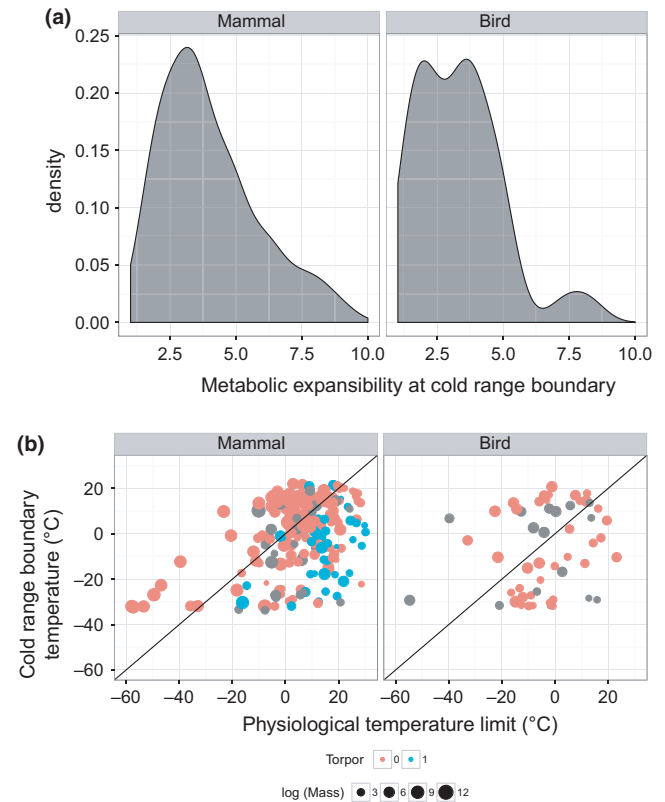 (a)
Mammal Bird
0.25
0.20
0.15
0.10
0.05
0.00
density
2.5 5.0 7.5 10.0 2.5 5.0 7.5 10.0
Metabolic expansibility at cold range boundary
(b)
Mammal Bird
20
0
−20
−40
−60
Cold range boundary
temperature (°C)
−60 −40 −20 0 20 −60 −40 −20 0 20
Physiological temperature limit (°C)
Torpor 0 1
log (Mass) 3 6 9 12